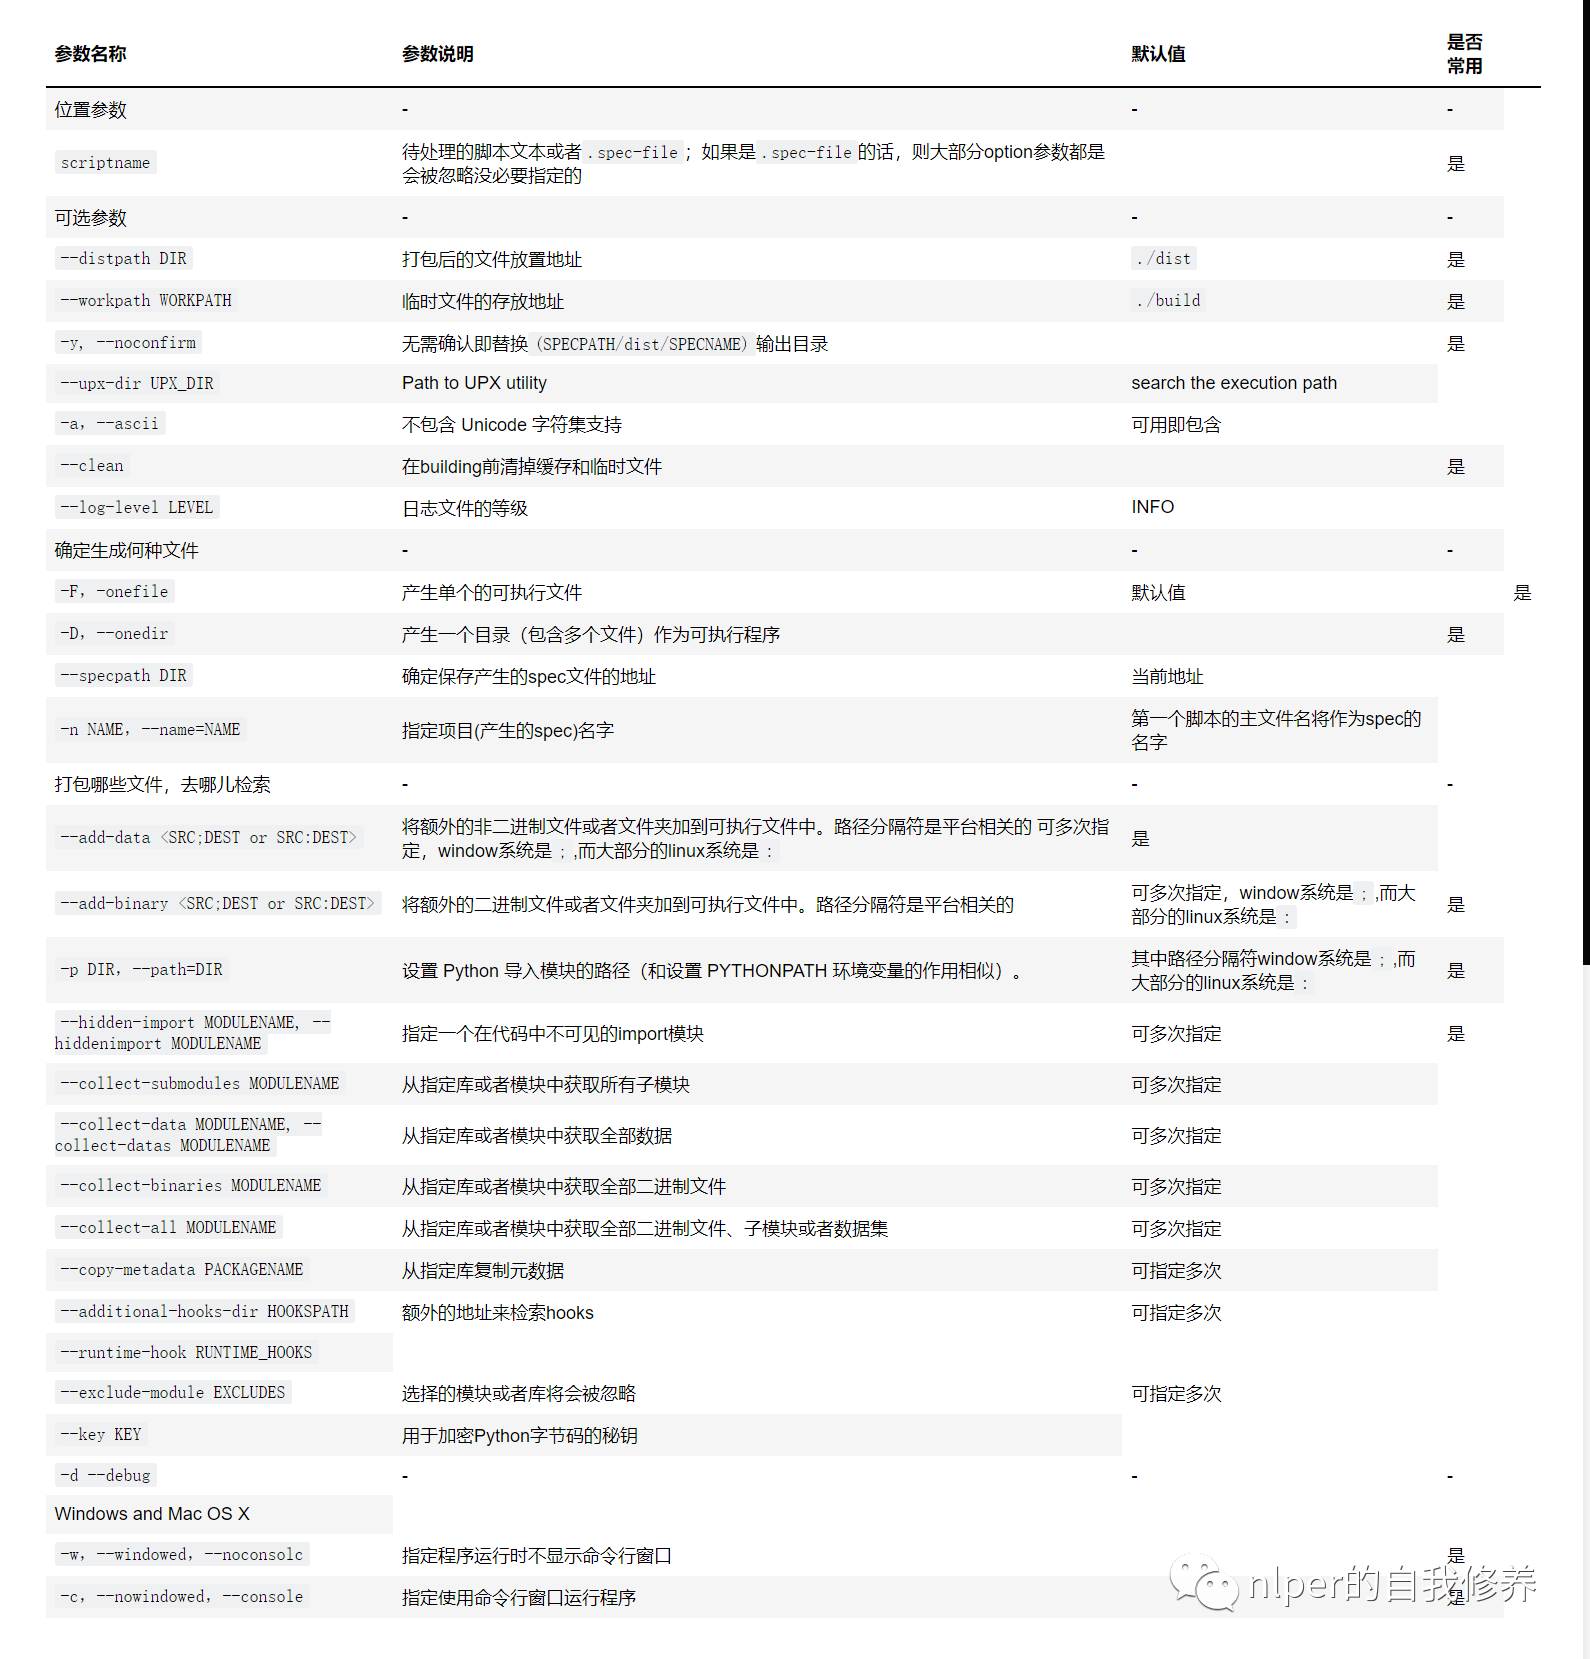 参数名称 参数说明 默认值 是否
常用
位置参数 - - -
scriptname 待处理的脚本文本或者 .spec-file ；如果是 .spec-file 的话，则大部分option参数都是 是
会被忽略没必要指定的
可选参数 - - -
--distpath DIR 打包后的文件放置地址 ./dist 是
--workpath WORKPATH 临时文件的存放地址 ./build 是
-y, --noconfirm 无需确认即替换（SPECPATH/dist/SPECNAME）输出目录 是
--upx-dir UPX_DIR Path to UPX utility search the execution path
-a，--ascii 不包含 Unicode 字符集支持 可用即包含
--clean 在building前清掉缓存和临时文件 是
--log-level LEVEL 日志文件的等级 INFO
确定生成何种文件 - - -
-F，-onefile 产生单个的可执行文件 默认值 是
-D，--onedir 产生一个目录（包含多个文件）作为可执行程序 是
--specpath DIR 确定保存产生的spec文件的地址 当前地址
-n NAME，--name=NAME 指定项目(产生的spec)名字 第一个脚本的主文件名将作为spec的
名字
打包哪些文件，去哪儿检索 - - -
--add-data <SRC;DEST or SRC:DEST> 将额外的非二进制文件或者文件夹加到可执行文件中。路径分隔符是平台相关的 可多次指 是
定，window系统是 ; ,而大部分的linux系统是 :
--add-binary <SRC;DEST or SRC:DEST> 将额外的二进制文件或者文件夹加到可执行文件中。路径分隔符是平台相关的 可多次指定，window系统是 ; ,而大 是
部分的linux系统是 :
-p DIR，--path=DIR 设置 Python 导入模块的路径（和设置 PYTHONPATH 环境变量的作用相似）。 其中路径分隔符window系统是 ; ,而 是
大部分的linux系统是 :
--hidden-import MODULENAME, -- 指定一个在代码中不可见的import模块 可多次指定 是
hiddenimport MODULENAME
--collect-submodules MODULENAME 从指定库或者模块中获取所有子模块 可多次指定
--collect-data MODULENAME, -- 从指定库或者模块中获取全部数据 可多次指定
collect-datas MODULENAME
--collect-binaries MODULENAME 从指定库或者模块中获取全部二进制文件 可多次指定
--collect-all MODULENAME 从指定库或者模块中获取全部二进制文件、子模块或者数据集 可多次指定
--copy-metadata PACKAGENAME 从指定库复制元数据 可指定多次
--additional-hooks-dir HOOKSPATH 额外的地址来检索hooks 可指定多次
--runtime-hook RUNTIME_HOOKS
--exclude-module EXCLUDES 选择的模块或者库将会被忽略 可指定多次
--key KEY 用于加密Python字节码的秘钥
-d --debug - - -
Windows and Mac OS X
-w，--windowed，--noconsolc 指定程序运行时不显示命令行窗口 是
-c，--nowindowed，--console 指定使用命令行窗口运行程序 是
nlper的自我修养